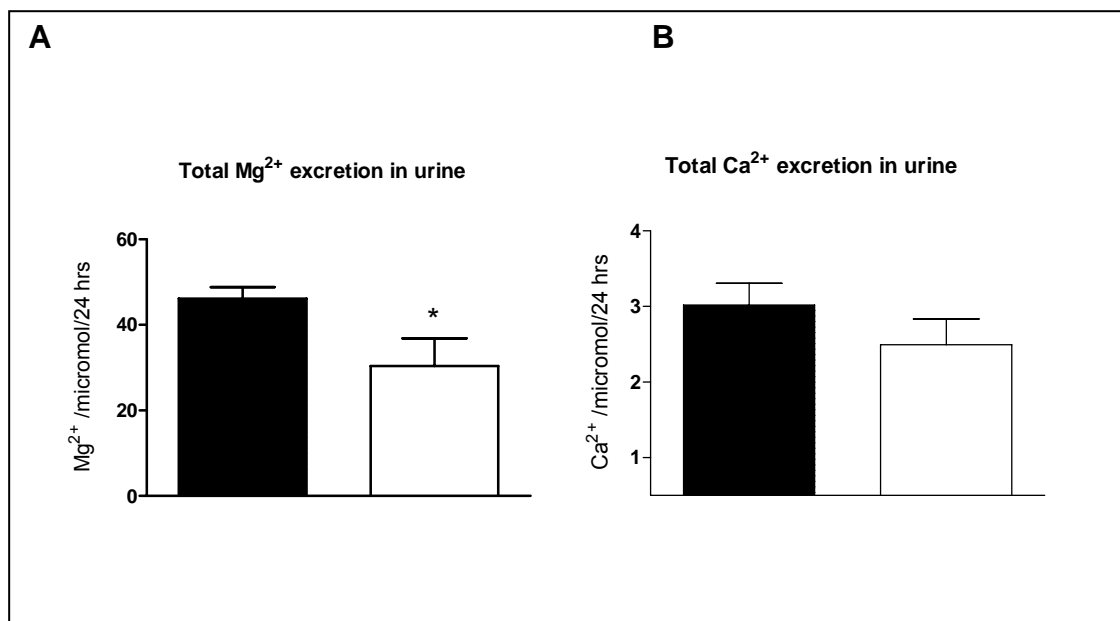 A
B
Total Mg²⁺ excretion in urine
Total Ca²⁺ excretion in urine
Mg²⁺ /micromol/24 hrs
60
40
20
0
*
Ca²⁺ /micromol/24 hrs
4
3
2
1